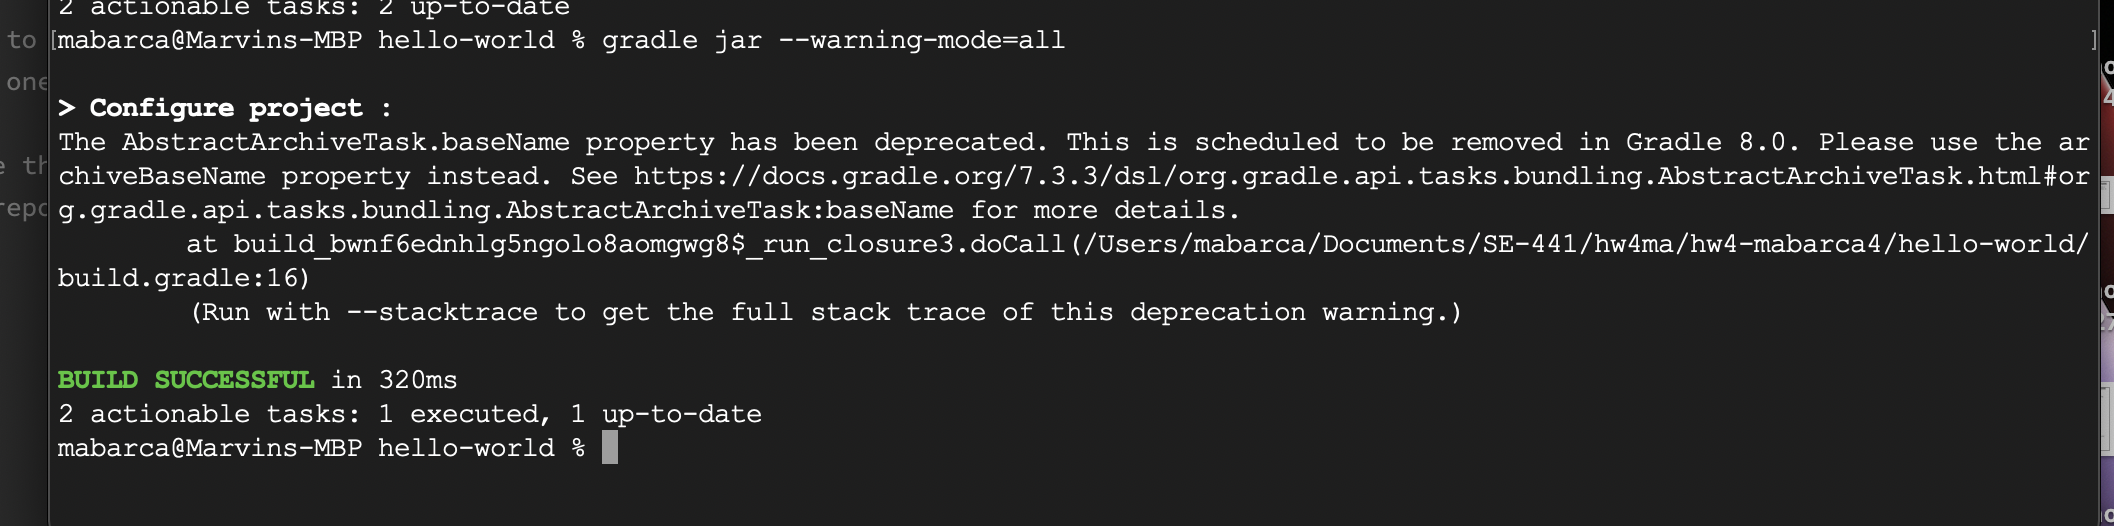 2 actionable tasks: 2 up-to-date
to [mabarca@Marvins-MBP hello-world % gradle jar --warning-mode=all ]
one
> Configure project :
The AbstractArchiveTask.baseName property has been deprecated. This is scheduled to be removed in Gradle 8.0. Please use the ar
chiveBaseName property instead. See https://docs.gradle.org/7.3.3/dsl/org.gradle.api.tasks.bundling.AbstractArchiveTask.html#or
g.gradle.api.tasks.bundling.AbstractArchiveTask:baseName for more details.
        at build_bwnf6ednhlg5ngolo8aomgwg8$_run_closure3.doCall(/Users/mabarca/Documents/SE-441/hw4ma/hw4-mabarca4/hello-world/
build.gradle:16)
        (Run with --stacktrace to get the full stack trace of this deprecation warning.)
BUILD SUCCESSFUL in 320ms
2 actionable tasks: 1 executed, 1 up-to-date
mabarca@Marvins-MBP hello-world %